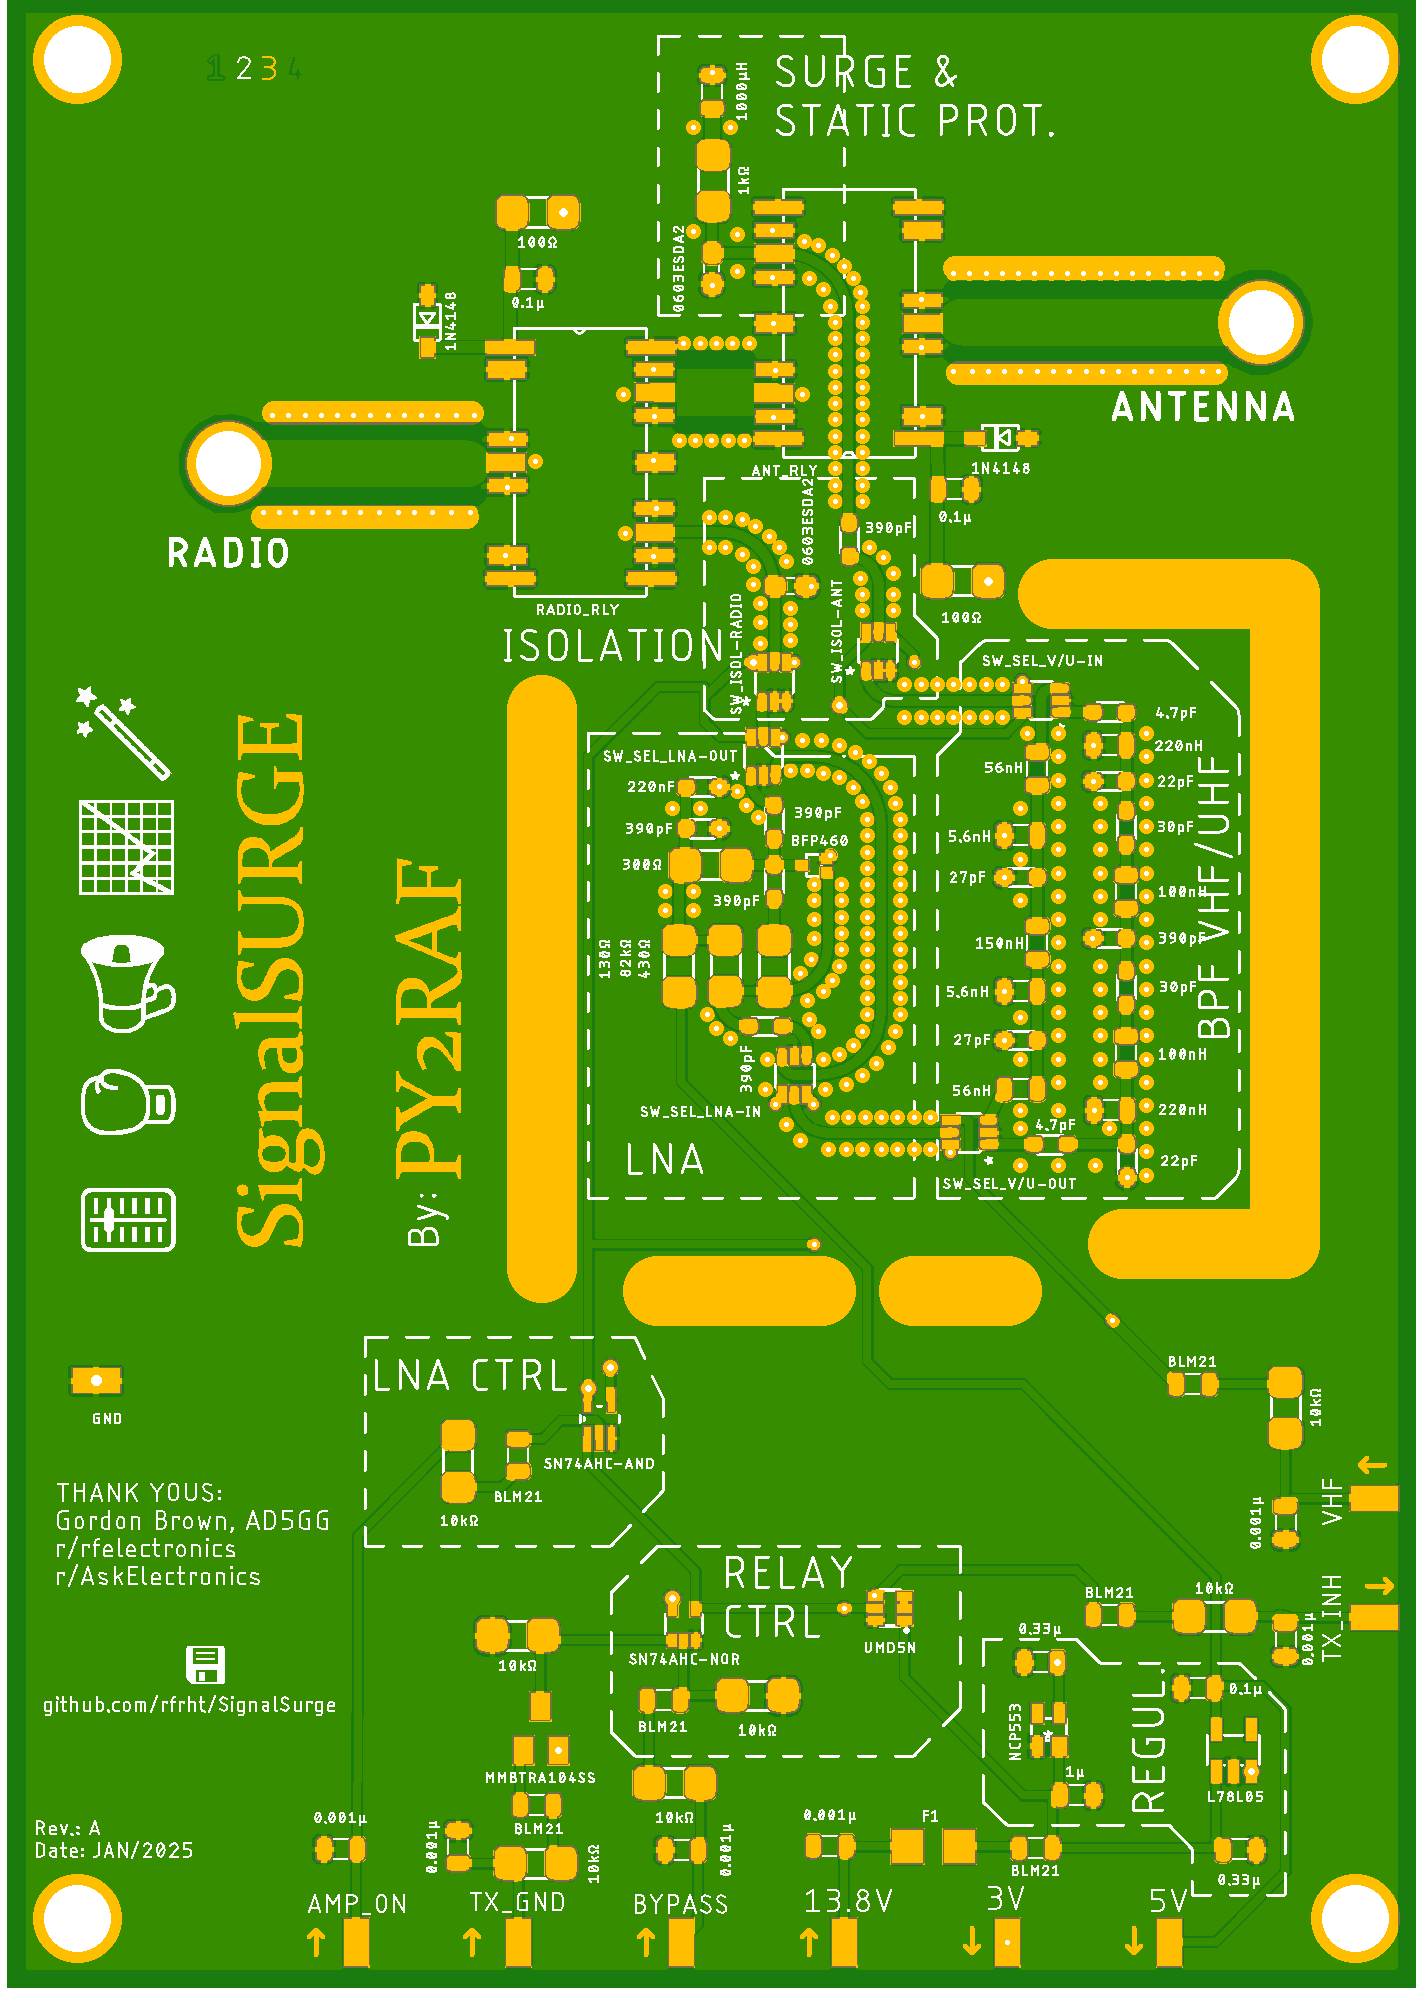 1234
SURGE &
STATIC PROT.
1000µH
1kΩ
0603ESDA2
100Ω
0.1µ
1N4148
ANTENNA
ANT_RLY
1N4148
0603ESDA2
390pF
0.1µ
RADIO
RADIO_RLY
100Ω
ISOLATION
SW_ISOL-RADIO
SW_ISOL-ANT
SW_SEL_V/U-IN
4.7pF
220nH
SW_SEL_LNA-OUT
56nH
22pF
220nF
390pF
390pF
30pF
BFP460
5.6nH
300Ω
27pF
100nH
390pF
BPF VHF/UHF
150nH
390pF
130Ω
82kΩ
430Ω
5.6nH
30pF
27pF
100nH
390pF
56nH
220nH
SW_SEL_LNA-IN
4.7pF
LNA
22pF
SW_SEL_V/U-OUT
SignalSURGE
By: PY2RAF
LNA CTRL
BLM21
10kΩ
GND
SN74AHC-AND
BLM21
10kΩ
VHF
0.001µ
THANK YOUS:
Gordon Brown, AD5GG
r/rfelectronics
r/AskElectronics
RELAY
CTRL
BLM21
10kΩ
TX_INH
0.001µ
0.33µ
UMD5N
SN74AHC-NOR
10kΩ
github.com/rfrht/SignalSurge
BLM21
10kΩ
NCP553
REGUL.
0.1µ
MMBTRA104SS
1µ
L78L05
0.001µ
BLM21
10kΩ
0.001µ
F1
Rev.: A
Date: JAN/2025
0.001µ
10kΩ
0.001µ
BLM21
0.33µ
AMP_ON
TX_GND
BYPASS
13.8V
3V
5V